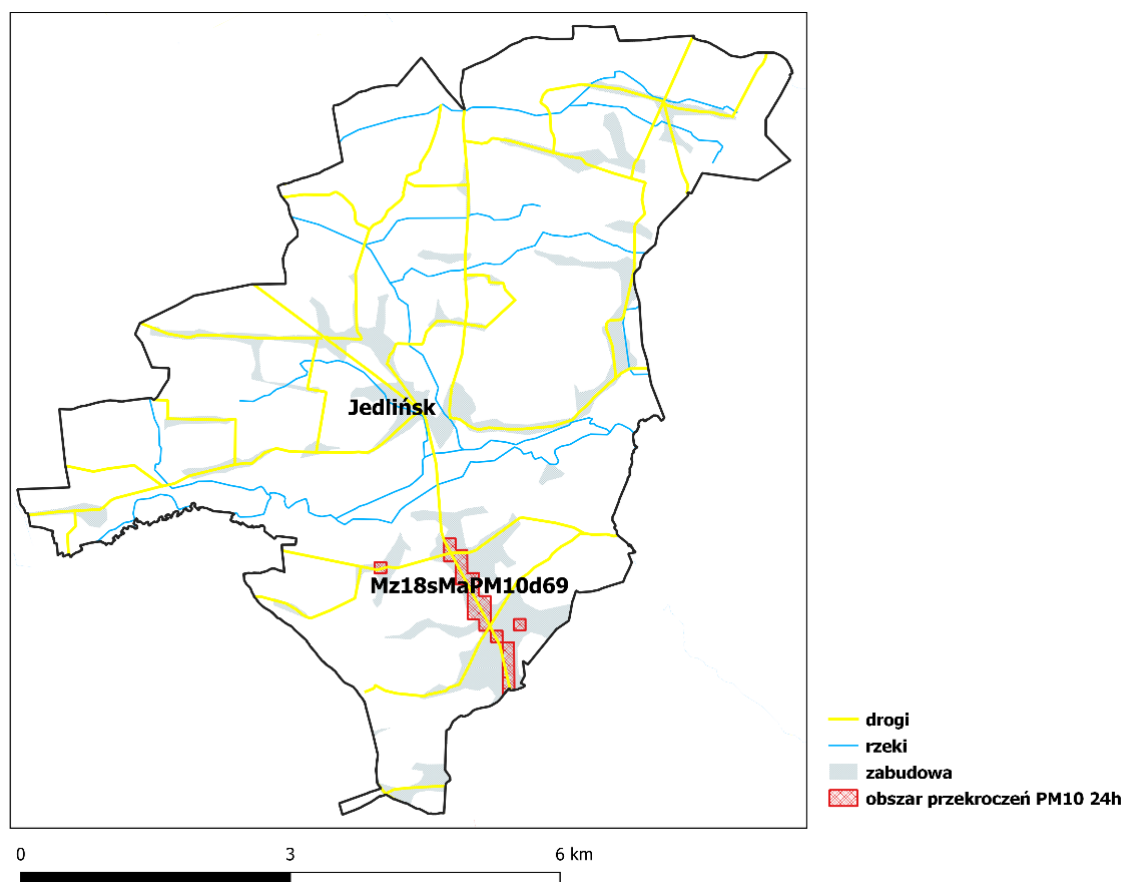 Jedlińsk
Mz18sMaPM10d69
drogi
rzeki
zabudowa
obszar przekroczeń PM10 24h
0 3 6 km